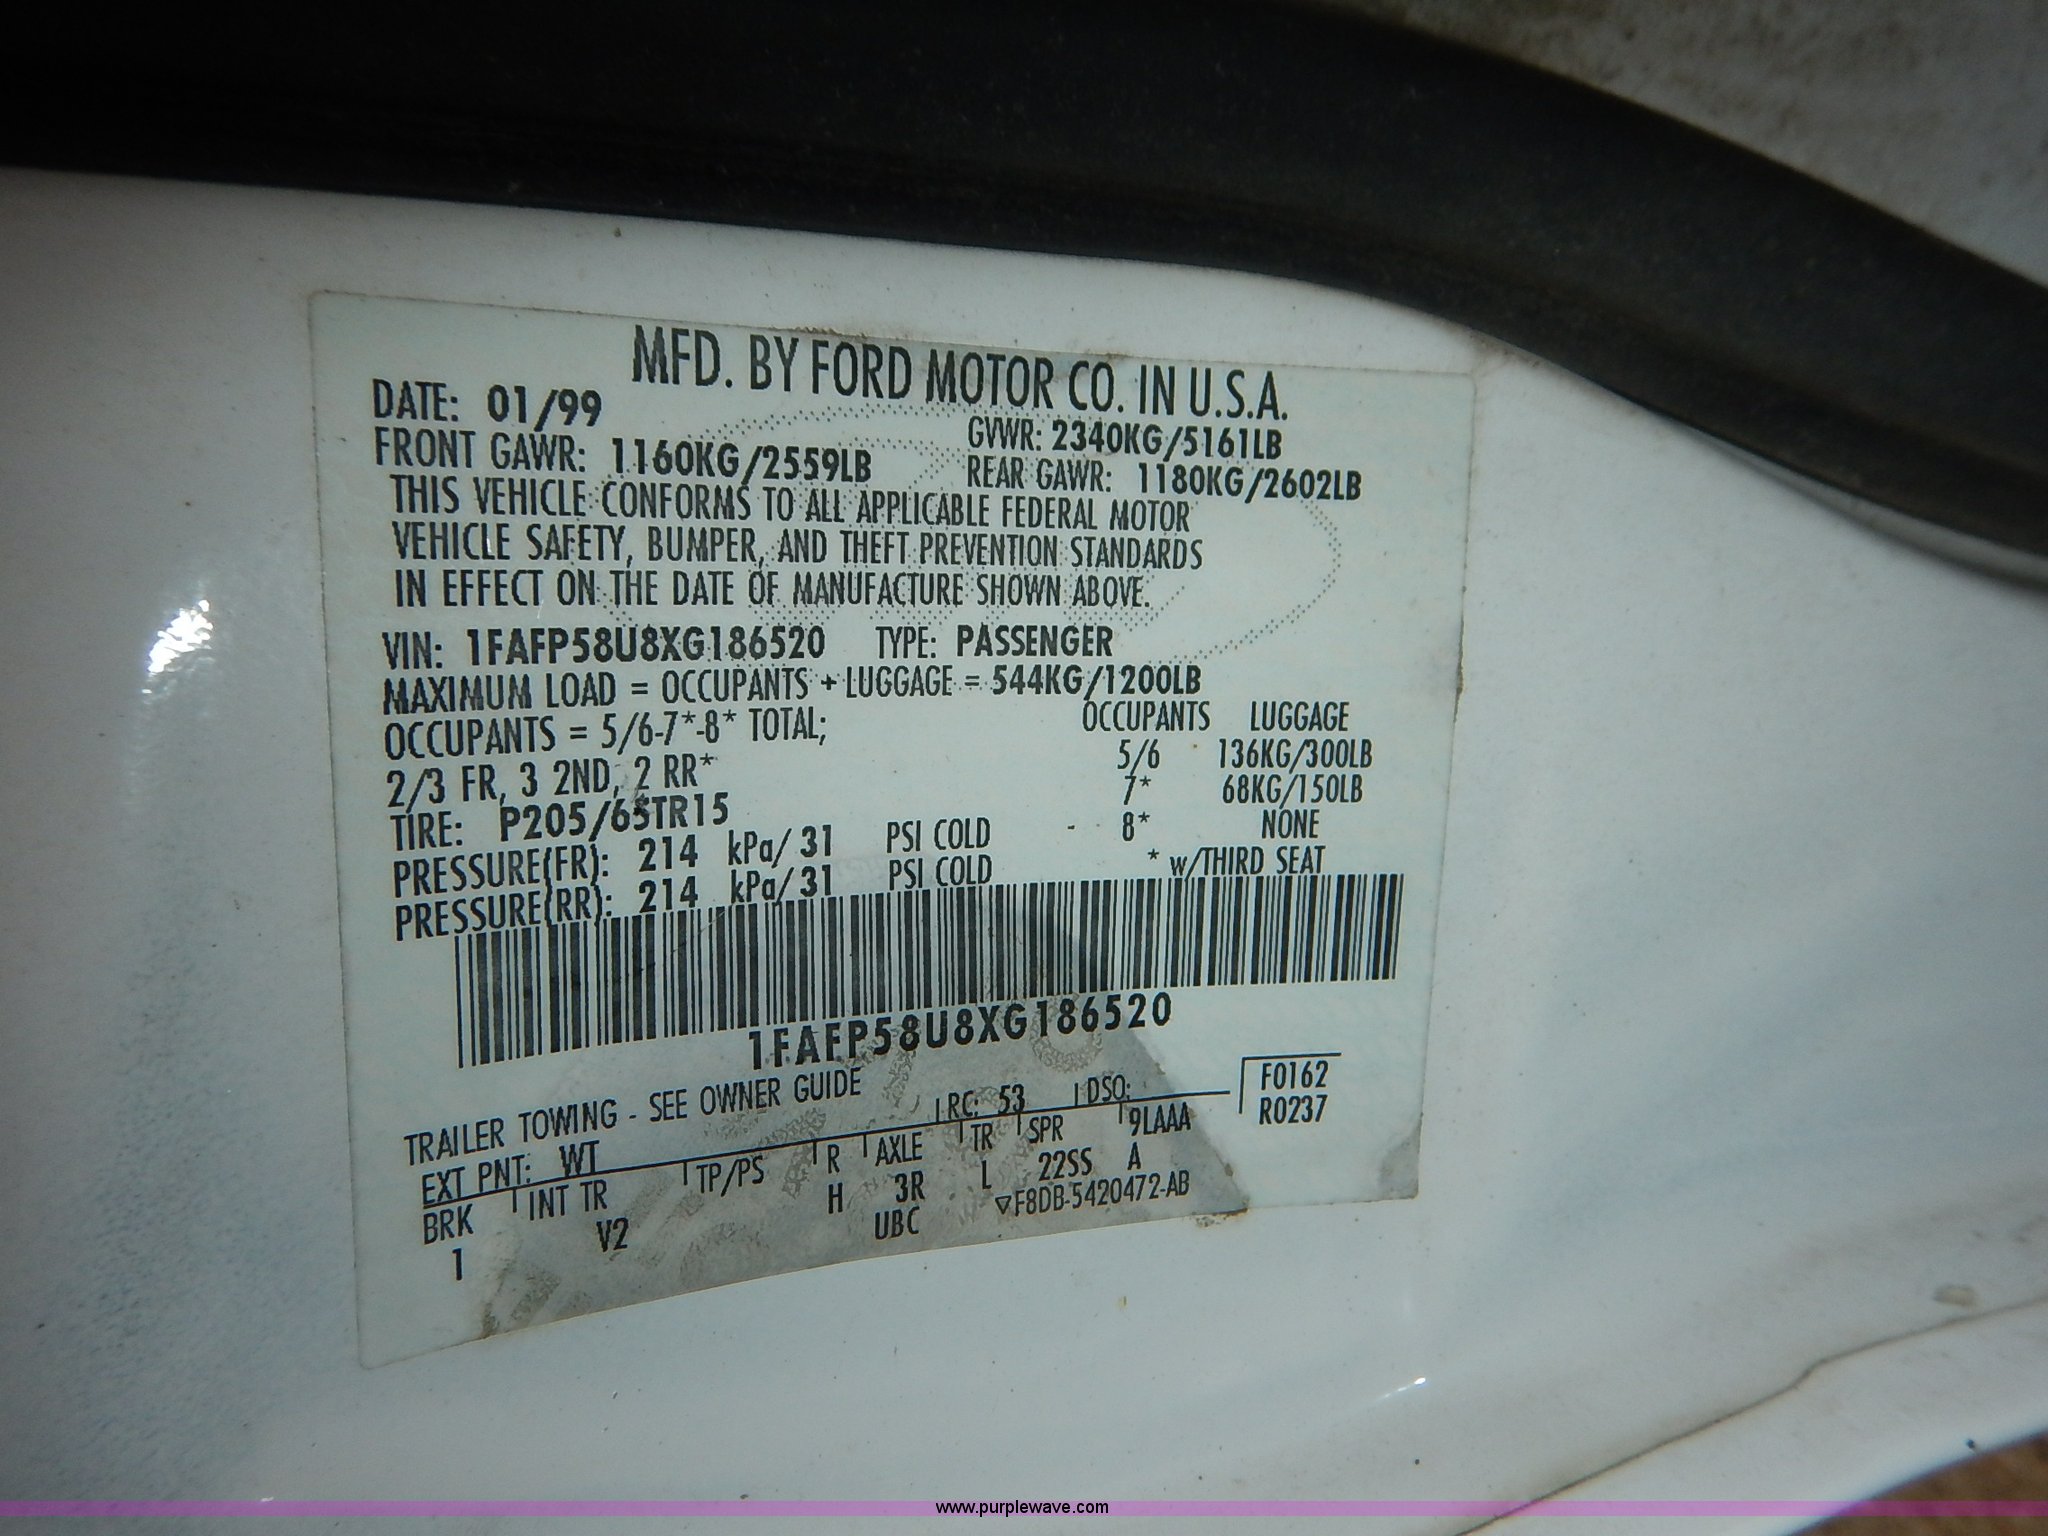 MFD. BY FORD MOTOR CO. IN U.S.A.
DATE: 01/99 GVWR: 2340KG/5161LB
FRONT GAWR: 1160KG/2559LB REAR GAWR: 1180KG/2602LB
THIS VEHICLE CONFORMS TO ALL APPLICABLE FEDERAL MOTOR
VEHICLE SAFETY, BUMPER, AND THEFT PREVENTION STANDARDS
IN EFFECT ON THE DATE OF MANUFACTURE SHOWN ABOVE.
VIN: 1FAFP58U8XG186520 TYPE: PASSENGER
MAXIMUM LOAD = OCCUPANTS + LUGGAGE = 544KG/1200LB
OCCUPANTS = 5/6-7*-8* TOTAL; OCCUPANTS LUGGAGE
2/3 FR, 3 2ND, 2 RR* 5/6 136KG/300LB
TIRE: P205/65TR15 7* 68KG/150LB
PRESSURE(FR): 214 kPa/ 31 PSI COLD 8* NONE
PRESSURE(RR): 214 kPa/ 31 PSI COLD * w/THIRD SEAT
1FAFP58U8XG186520
TRAILER TOWING - SEE OWNER GUIDE
EXT PNT: WT RC: 53 DSO: F0162
R0237
BRK INT TR TP/PS R AXLE TR SPR 9LAAA
1 V2 H 3R L 22SS A
UBC ▽F8DB-5420472-AB
www.purplewave.com